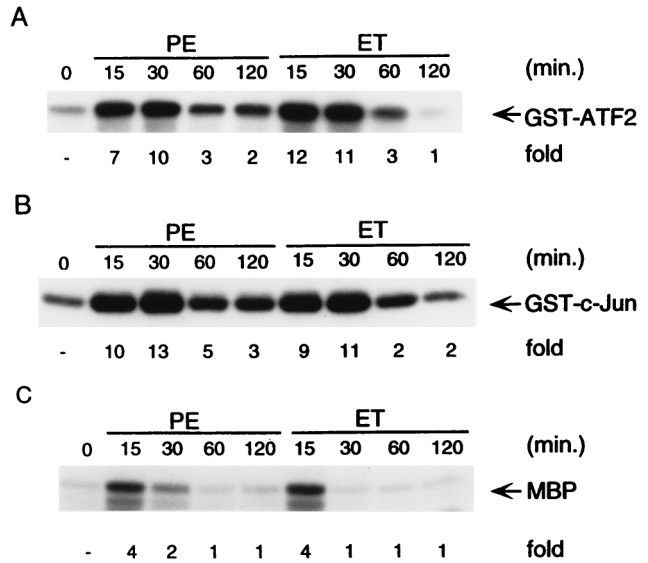 A
PE ET
0 15 30 60 120 15 30 60 120 (min.)
GST-ATF2
- 7 10 3 2 12 11 3 1 fold
B
PE ET
0 15 30 60 120 15 30 60 120 (min.)
GST-c-Jun
- 10 13 5 3 9 11 2 2 fold
C
PE ET
0 15 30 60 120 15 30 60 120 (min.)
MBP
- 4 2 1 1 4 1 1 1 fold